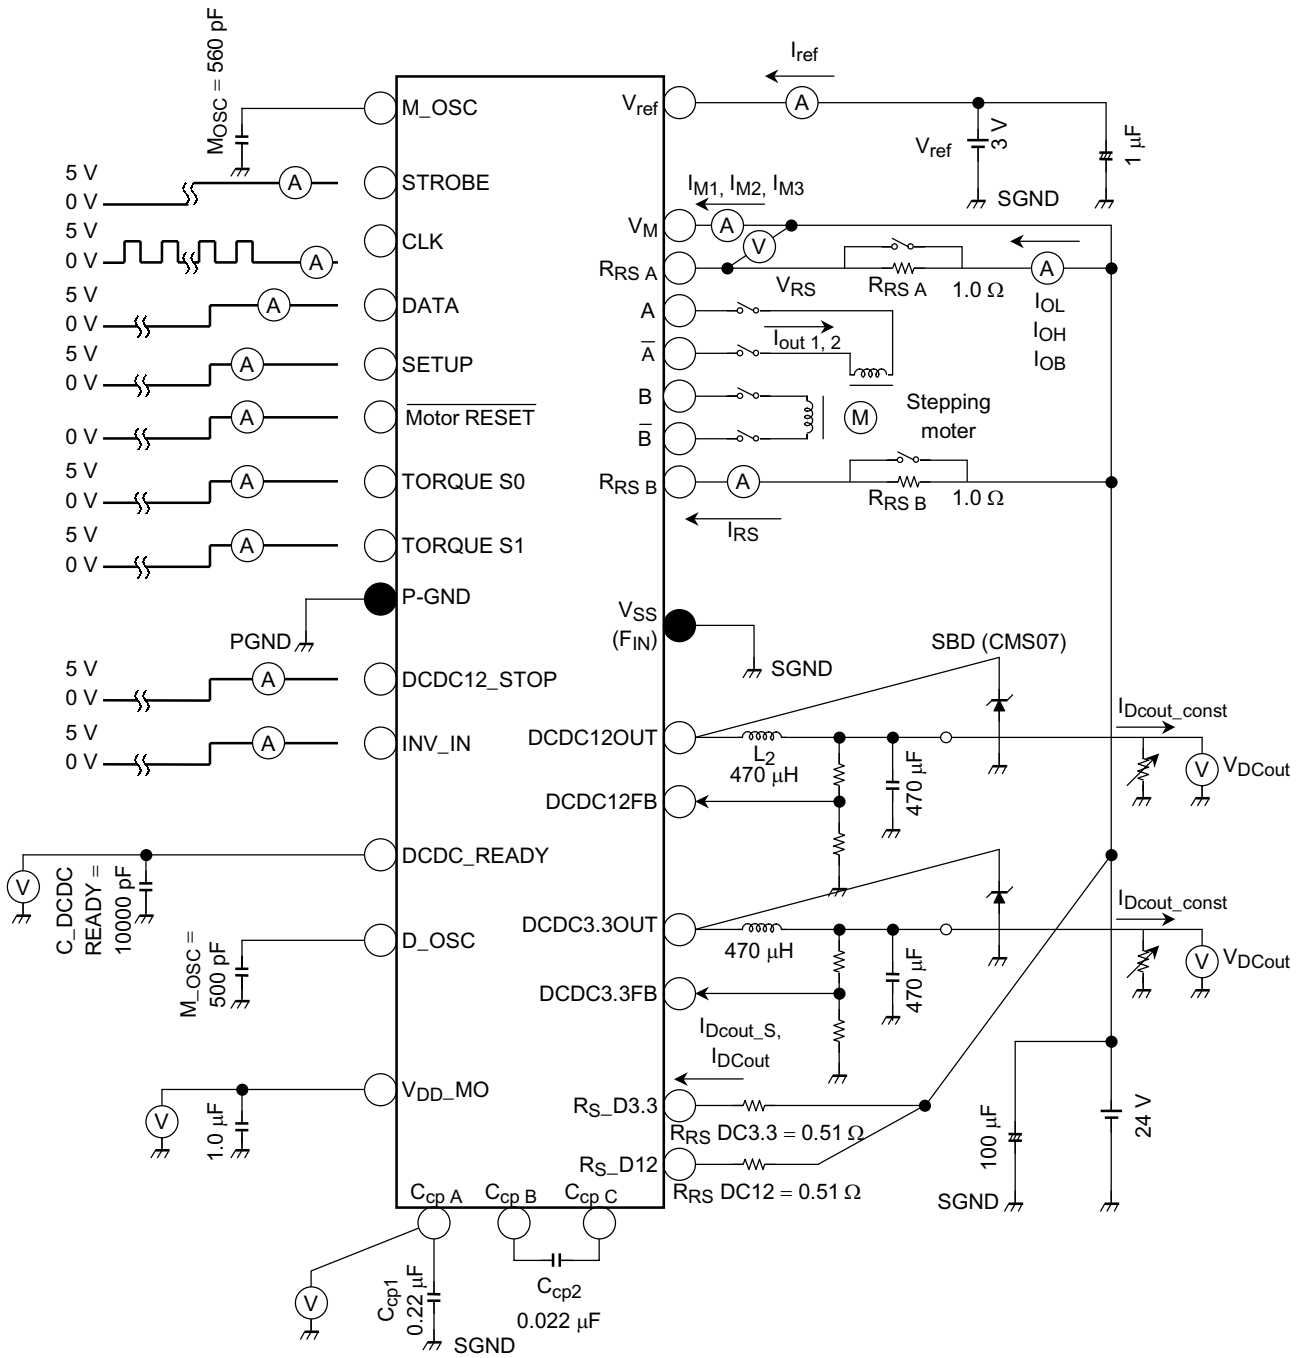 MOSC = 560 pF
M_OSC
5 V
0 V
A
STROBE
5 V
0 V
A
CLK
5 V
0 V
A
DATA
5 V
0 V
A
SETUP
0 V
A
Motor RESET
5 V
0 V
A
TORQUE S0
5 V
0 V
A
TORQUE S1
P-GND
PGND
5 V
0 V
A
DCDC12_STOP
5 V
0 V
A
INV_IN
DCDC_READY
V
C_DCDC
READY =
10000 pF
D_OSC
M_OSC =
500 pF
VDD_MO
V
1.0 μF
Ccp A
Ccp B
Ccp C
V
Ccp1
0.22 μF
SGND
Ccp2
0.022 μF
Iref
Vref
A
Vref
3 V
1 μF
SGND
IM1, IM2, IM3
VM
A
V
RRS A
VRS
RRS A
1.0 Ω
A
IOL
IOH
IOB
A
Iout 1, 2
A
B
B
M
Stepping
moter
RRS B
A
RRS B
1.0 Ω
IRS
VSS
(FIN)
SGND
SBD (CMS07)
DCDC12OUT
L2
470 μH
470 μF
IDcout_const
V
VDCout
DCDC12FB
DCDC3.3OUT
470 μH
470 μF
IDcout_const
V
VDCout
DCDC3.3FB
IDcout_S,
IDCout
RS_D3.3
RRS DC3.3 = 0.51 Ω
RS_D12
RRS DC12 = 0.51 Ω
100 μF
24 V
SGND